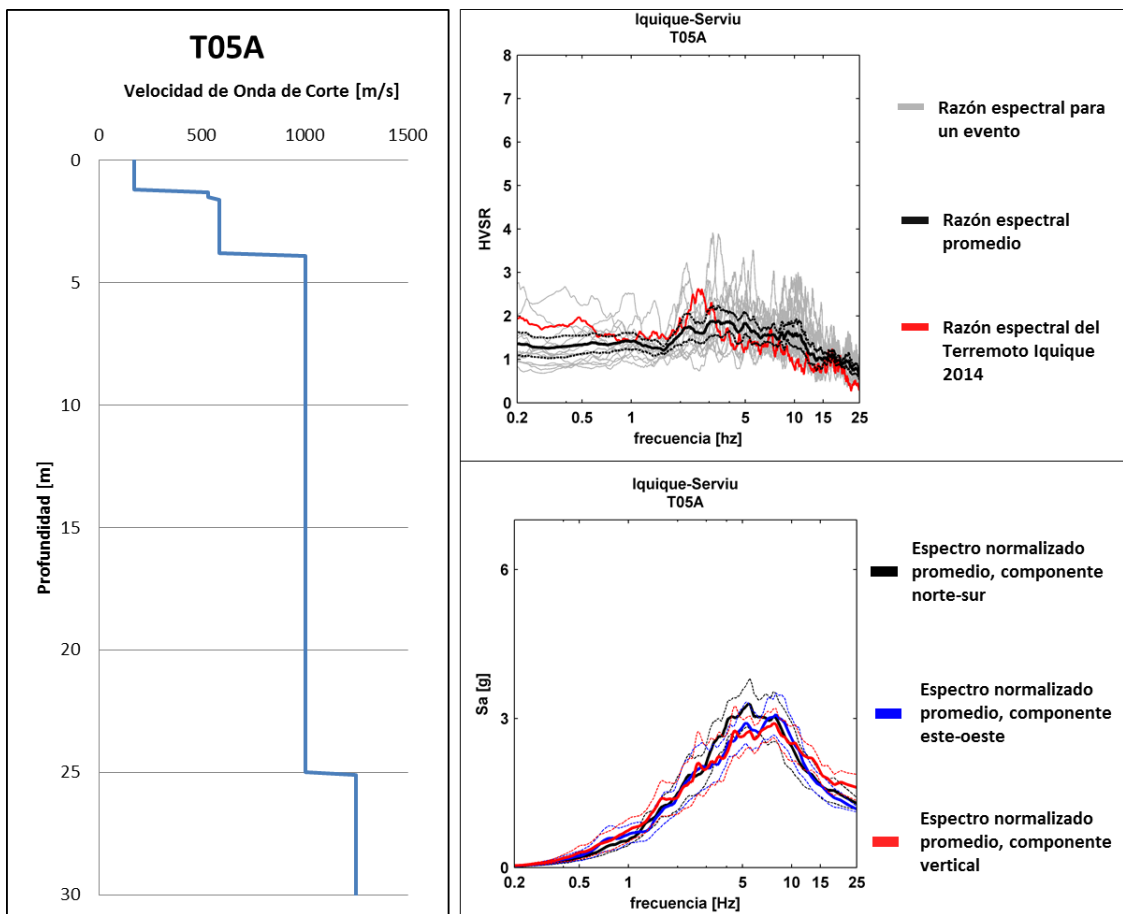 T05A
Velocidad de Onda de Corte [m/s]
0 500 1000 1500
0
5
10
15
20
25
30
Profundidad [m]
Iquique-Serviu
T05A
8
7
6
5
4
3
2
1
0
HVSR
0.2 0.5 1 5 10 15 25
frecuencia [hz]
Razón espectral para
un evento
Razón espectral
promedio
Razón espectral del
Terremoto Iquique
2014
Iquique-Serviu
T05A
6
3
0
Sa [g]
0.2 0.5 1 5 10 15 25
frecuencia [Hz]
Espectro normalizado
promedio, componente
norte-sur
Espectro normalizado
promedio, componente
este-oeste
Espectro normalizado
promedio, componente
vertical